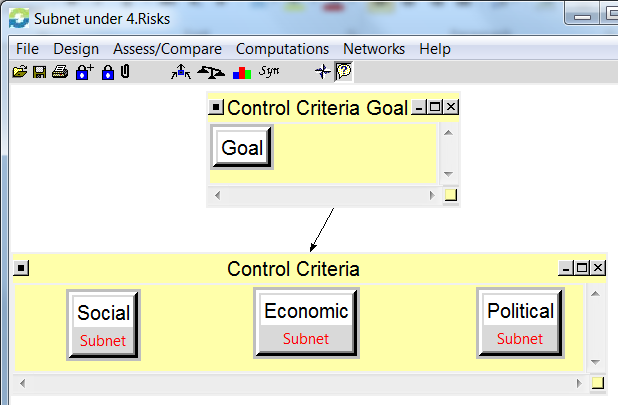 Subnet under 4.Risks
File Design Assess/Compare Computations Networks Help
Syn
Control Criteria Goal
Goal
Control Criteria
Social Economic Political
Subnet Subnet Subnet